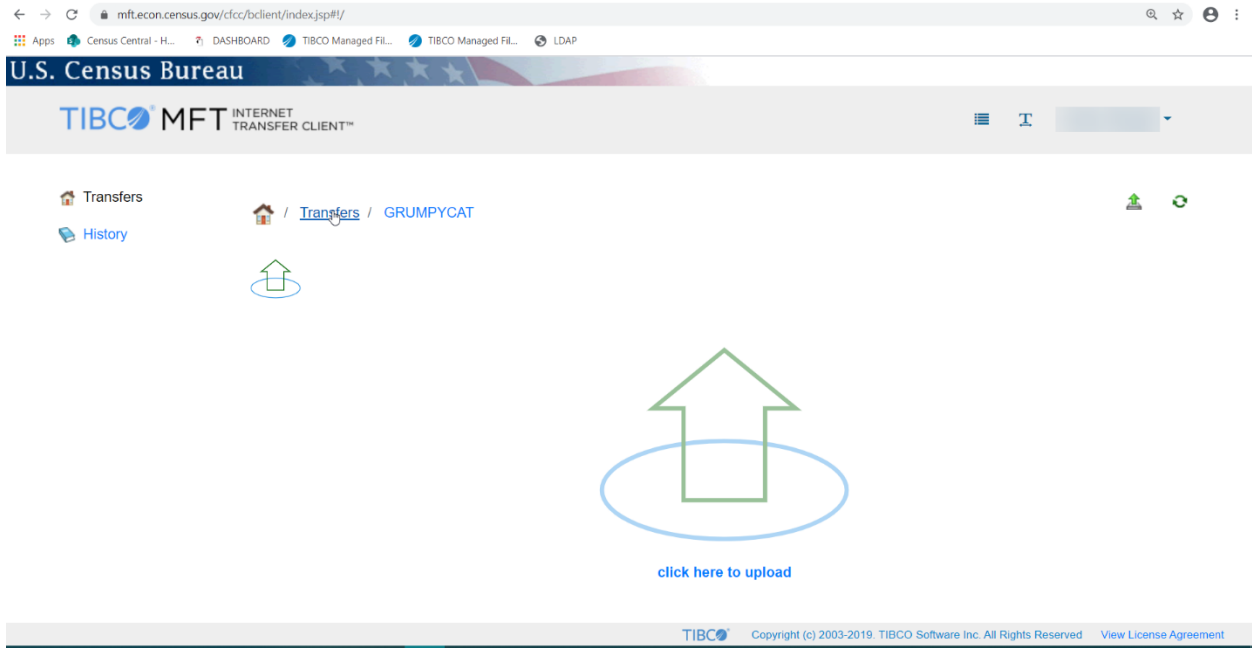 mft.econ.census.gov/cfcc/bclient/index.jsp#!/
Apps Census Central - H... DASHBOARD TIBCO Managed Fil... TIBCO Managed Fil... LDAP
U.S. Census Bureau
TIBCO® MFT INTERNET
TRANSFER CLIENT™
T
Transfers
/ Transfers / GRUMPYCAT
History
click here to upload
TIBCO® Copyright (c) 2003-2019. TIBCO Software Inc. All Rights Reserved View License Agreement